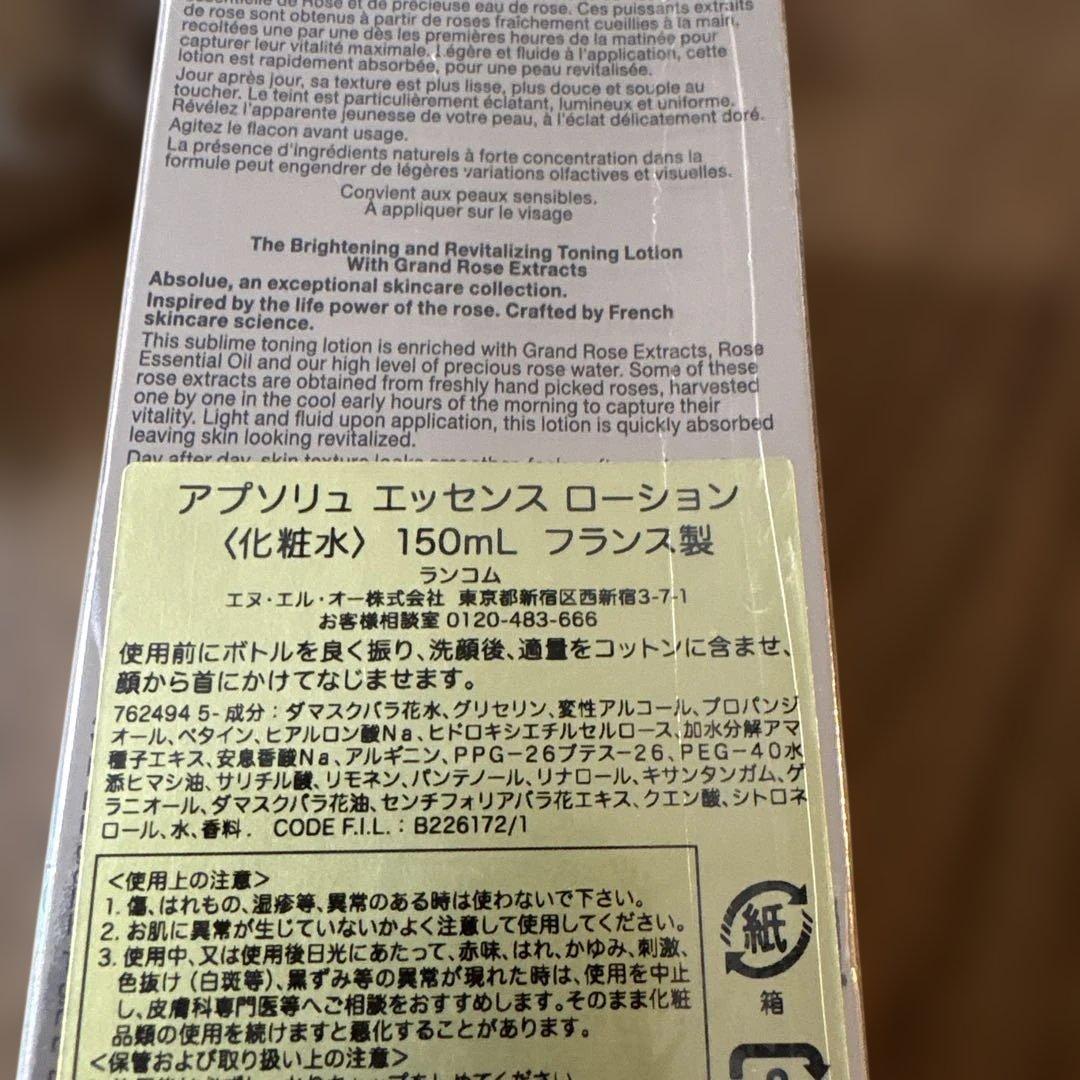 essentielle de Rose et de précieuse eau de rose. Ces puissants extraits
de rose sont obtenus à partir de roses fraîchement cueillies à la main,
recoltées une par une dès les premières heures de la matinée pour
capturer leur vitalité maximale. Légère et fluide à l'application, cette
lotion est rapidement absorbée, pour une peau revitalisée.
Jour après jour, sa texture est plus lisse, plus douce et souple au
toucher. Le teint est particulièrement éclatant, lumineux et uniforme.
Révélez l'apparente jeunesse de votre peau, à l'éclat délicatement doré.
Agitez le flacon avant usage.
La présence d'ingrédients naturels à forte concentration dans la
formule peut engendrer de légères variations olfactives et visuelles.
Convient aux peaux sensibles.
À appliquer sur le visage
The Brightening and Revitalizing Toning Lotion
With Grand Rose Extracts
Absolue, an exceptional skincare collection.
Inspired by the life power of the rose. Crafted by French
skincare science.
This sublime toning lotion is enriched with Grand Rose Extracts, Rose
Essential Oil and our high level of precious rose water. Some of these
rose extracts are obtained from freshly hand picked roses, harvested
one by one in the cool early hours of the morning to capture their
vitality. Light and fluid upon application, this lotion is quickly absorbed
leaving skin looking revitalized.
Day after day, skin texture looks smoother
アプソリュ エッセンス ローション
〈化粧水〉 150mL フランス製
ランコム
エヌ・エル・オー株式会社 東京都新宿区西新宿3-7-1
お客様相談室 0120-483-666
使用前にボトルを良く振り、洗顔後、適量をコットンに含ませ、
顔から首にかけてなじませます。
762494 5- 成分 : ダマスクバラ花水、グリセリン、変性アルコール、プロパンジ
オール、ベタイン、ヒアルロン酸Na、ヒドロキシエチルセルロース、加水分解アマ
種子エキス、安息香酸Na、アルギニン、PPG-26ブテス-26、PEG-40水
添ヒマシ油、サリチル酸、リモネン、パンテノール、リナロール、キサンタンガム、ゲ
ラニオール、ダマスクバラ花油、センチフォリアバラ花エキス、クエン酸、シトロネ
ロール、水、香料． CODE F.I.L. : B226172/1
<使用上の注意>
1. 傷、はれもの、湿疹等、異常のある時は使わないで下さい。
2. お肌に異常が生じていないかよく注意して使用してください。
3. 使用中、又は使用後日光にあたって、赤味、はれ、かゆみ、刺激、
色抜け（白斑等）、黒ずみ等の異常が現れた時は、使用を中止
し、皮膚科専門医等へご相談をおすすめします。そのまま化粧
品類の使用を続けますと悪化することがあります。
<保管および取り扱い上の注意>
紙
箱